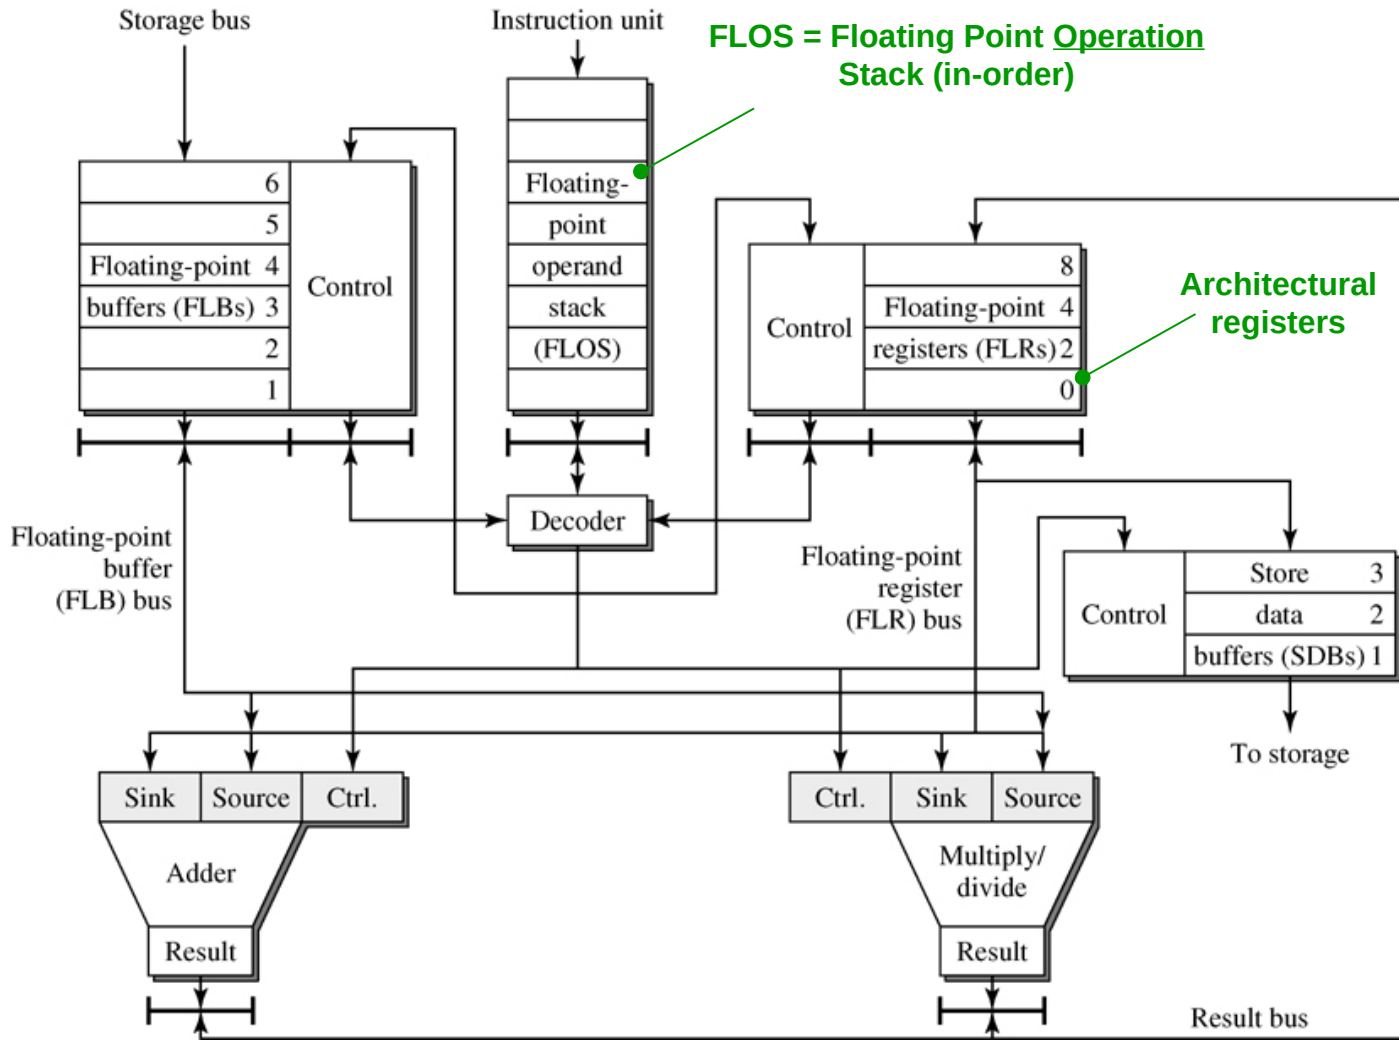 Storage bus
Instruction unit
FLOS = Floating Point Operation
Stack (in-order)
6
5
Floating-point 4
buffers (FLBs) 3
2
1
Control
Floating-
point
operand
stack
(FLOS)
Control
8
Floating-point 4
registers (FLRs) 2
0
Architectural
registers
Decoder
Floating-point
buffer
(FLB) bus
Floating-point
register
(FLR) bus
Control
Store 3
data 2
buffers (SDBs) 1
To storage
Sink Source Ctrl.
Adder
Result
Ctrl. Sink Source
Multiply/
divide
Result
Result bus